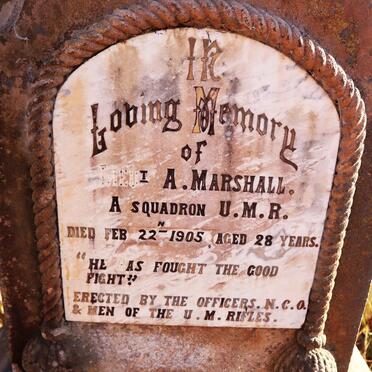 In
Loving Memory
of
A. MARSHALL.
A SQUADRON U.M.R.
DIED FEB 22ND 1905, AGED 28 YEARS.
"HE AS FOUGHT THE GOOD
FIGHT!"
ERECTED BY THE OFFICERS. N.C.O.
& MEN OF THE U.M. RIFLES.